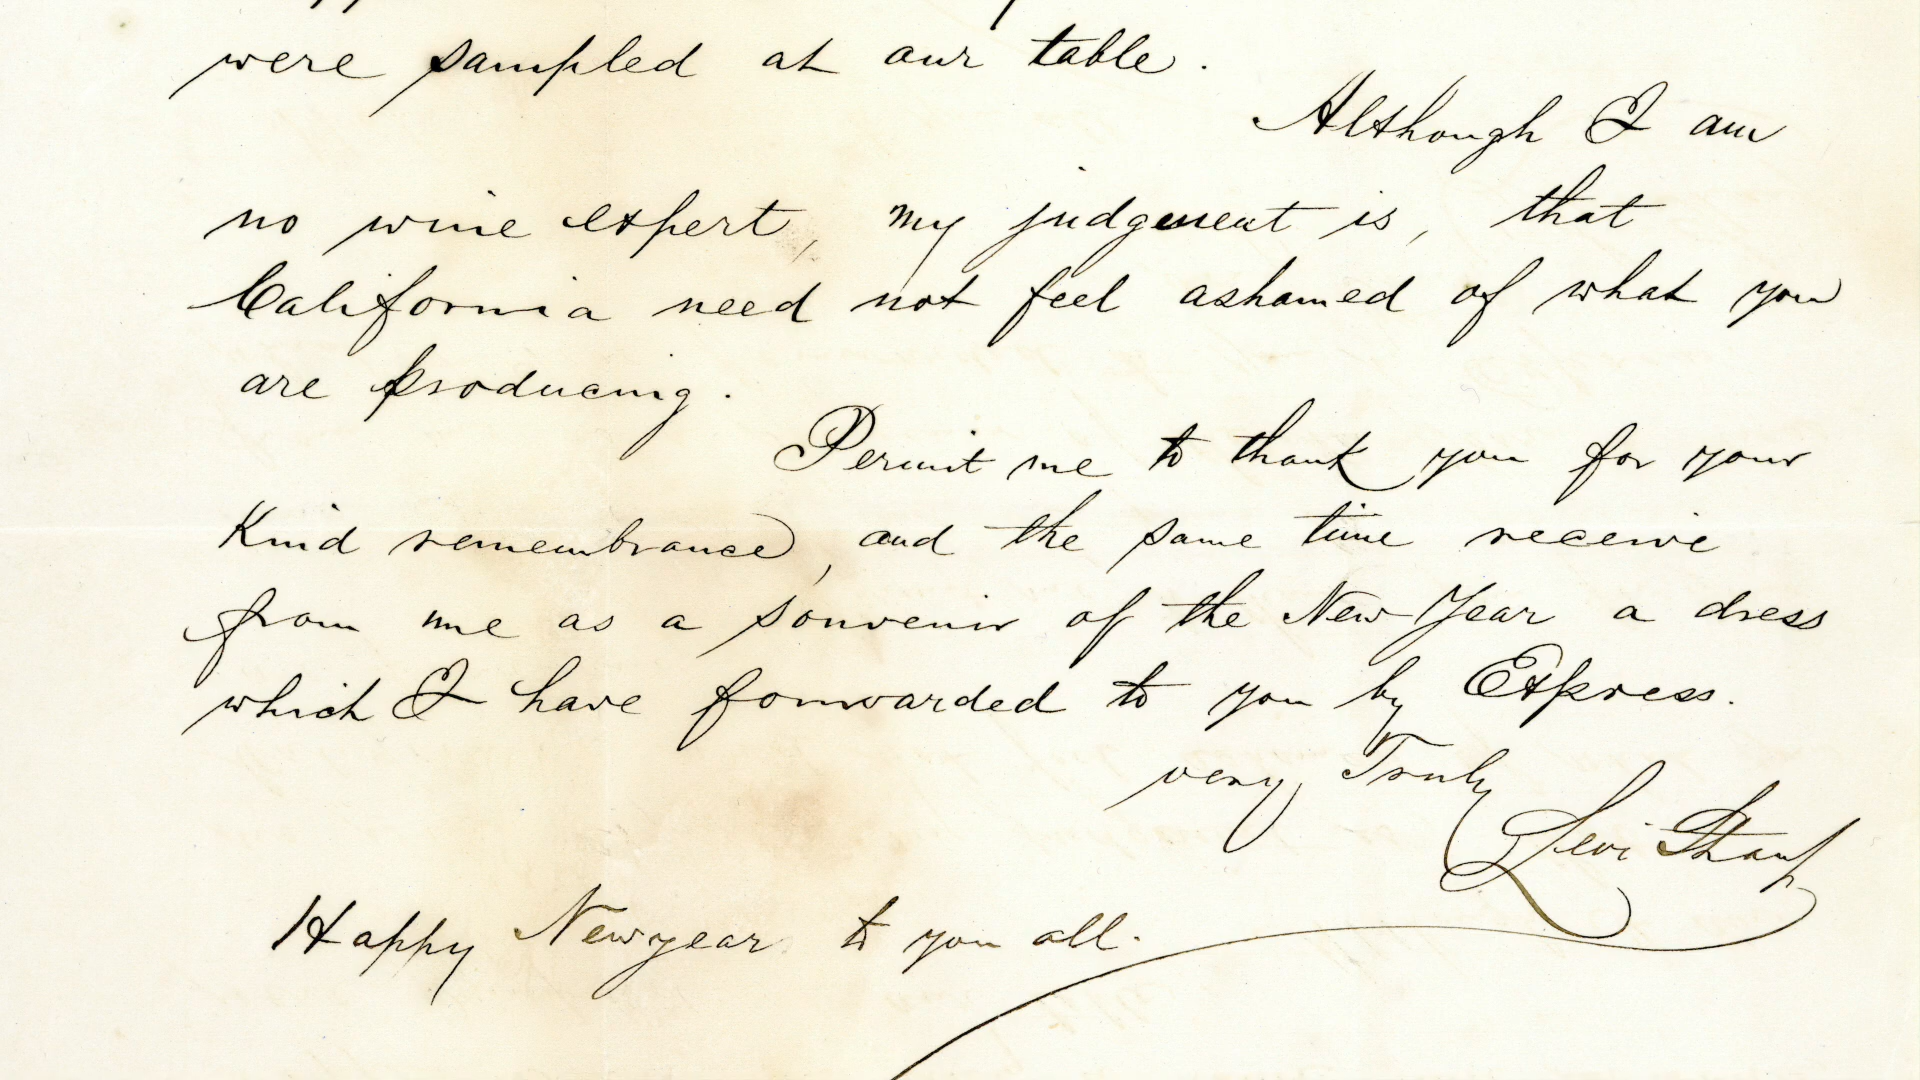 were sampled at our table.
Although I am
no wine expert, my judgment is, that
California need not feel ashamed of what you
are producing.
Permit me to thank you for your
Kind remembrance, and the same time receive
from me as a souvenir of the New Year a dress
which I have forwarded to you by Express.
very Truly
Levi
Happy Newyear to you all.